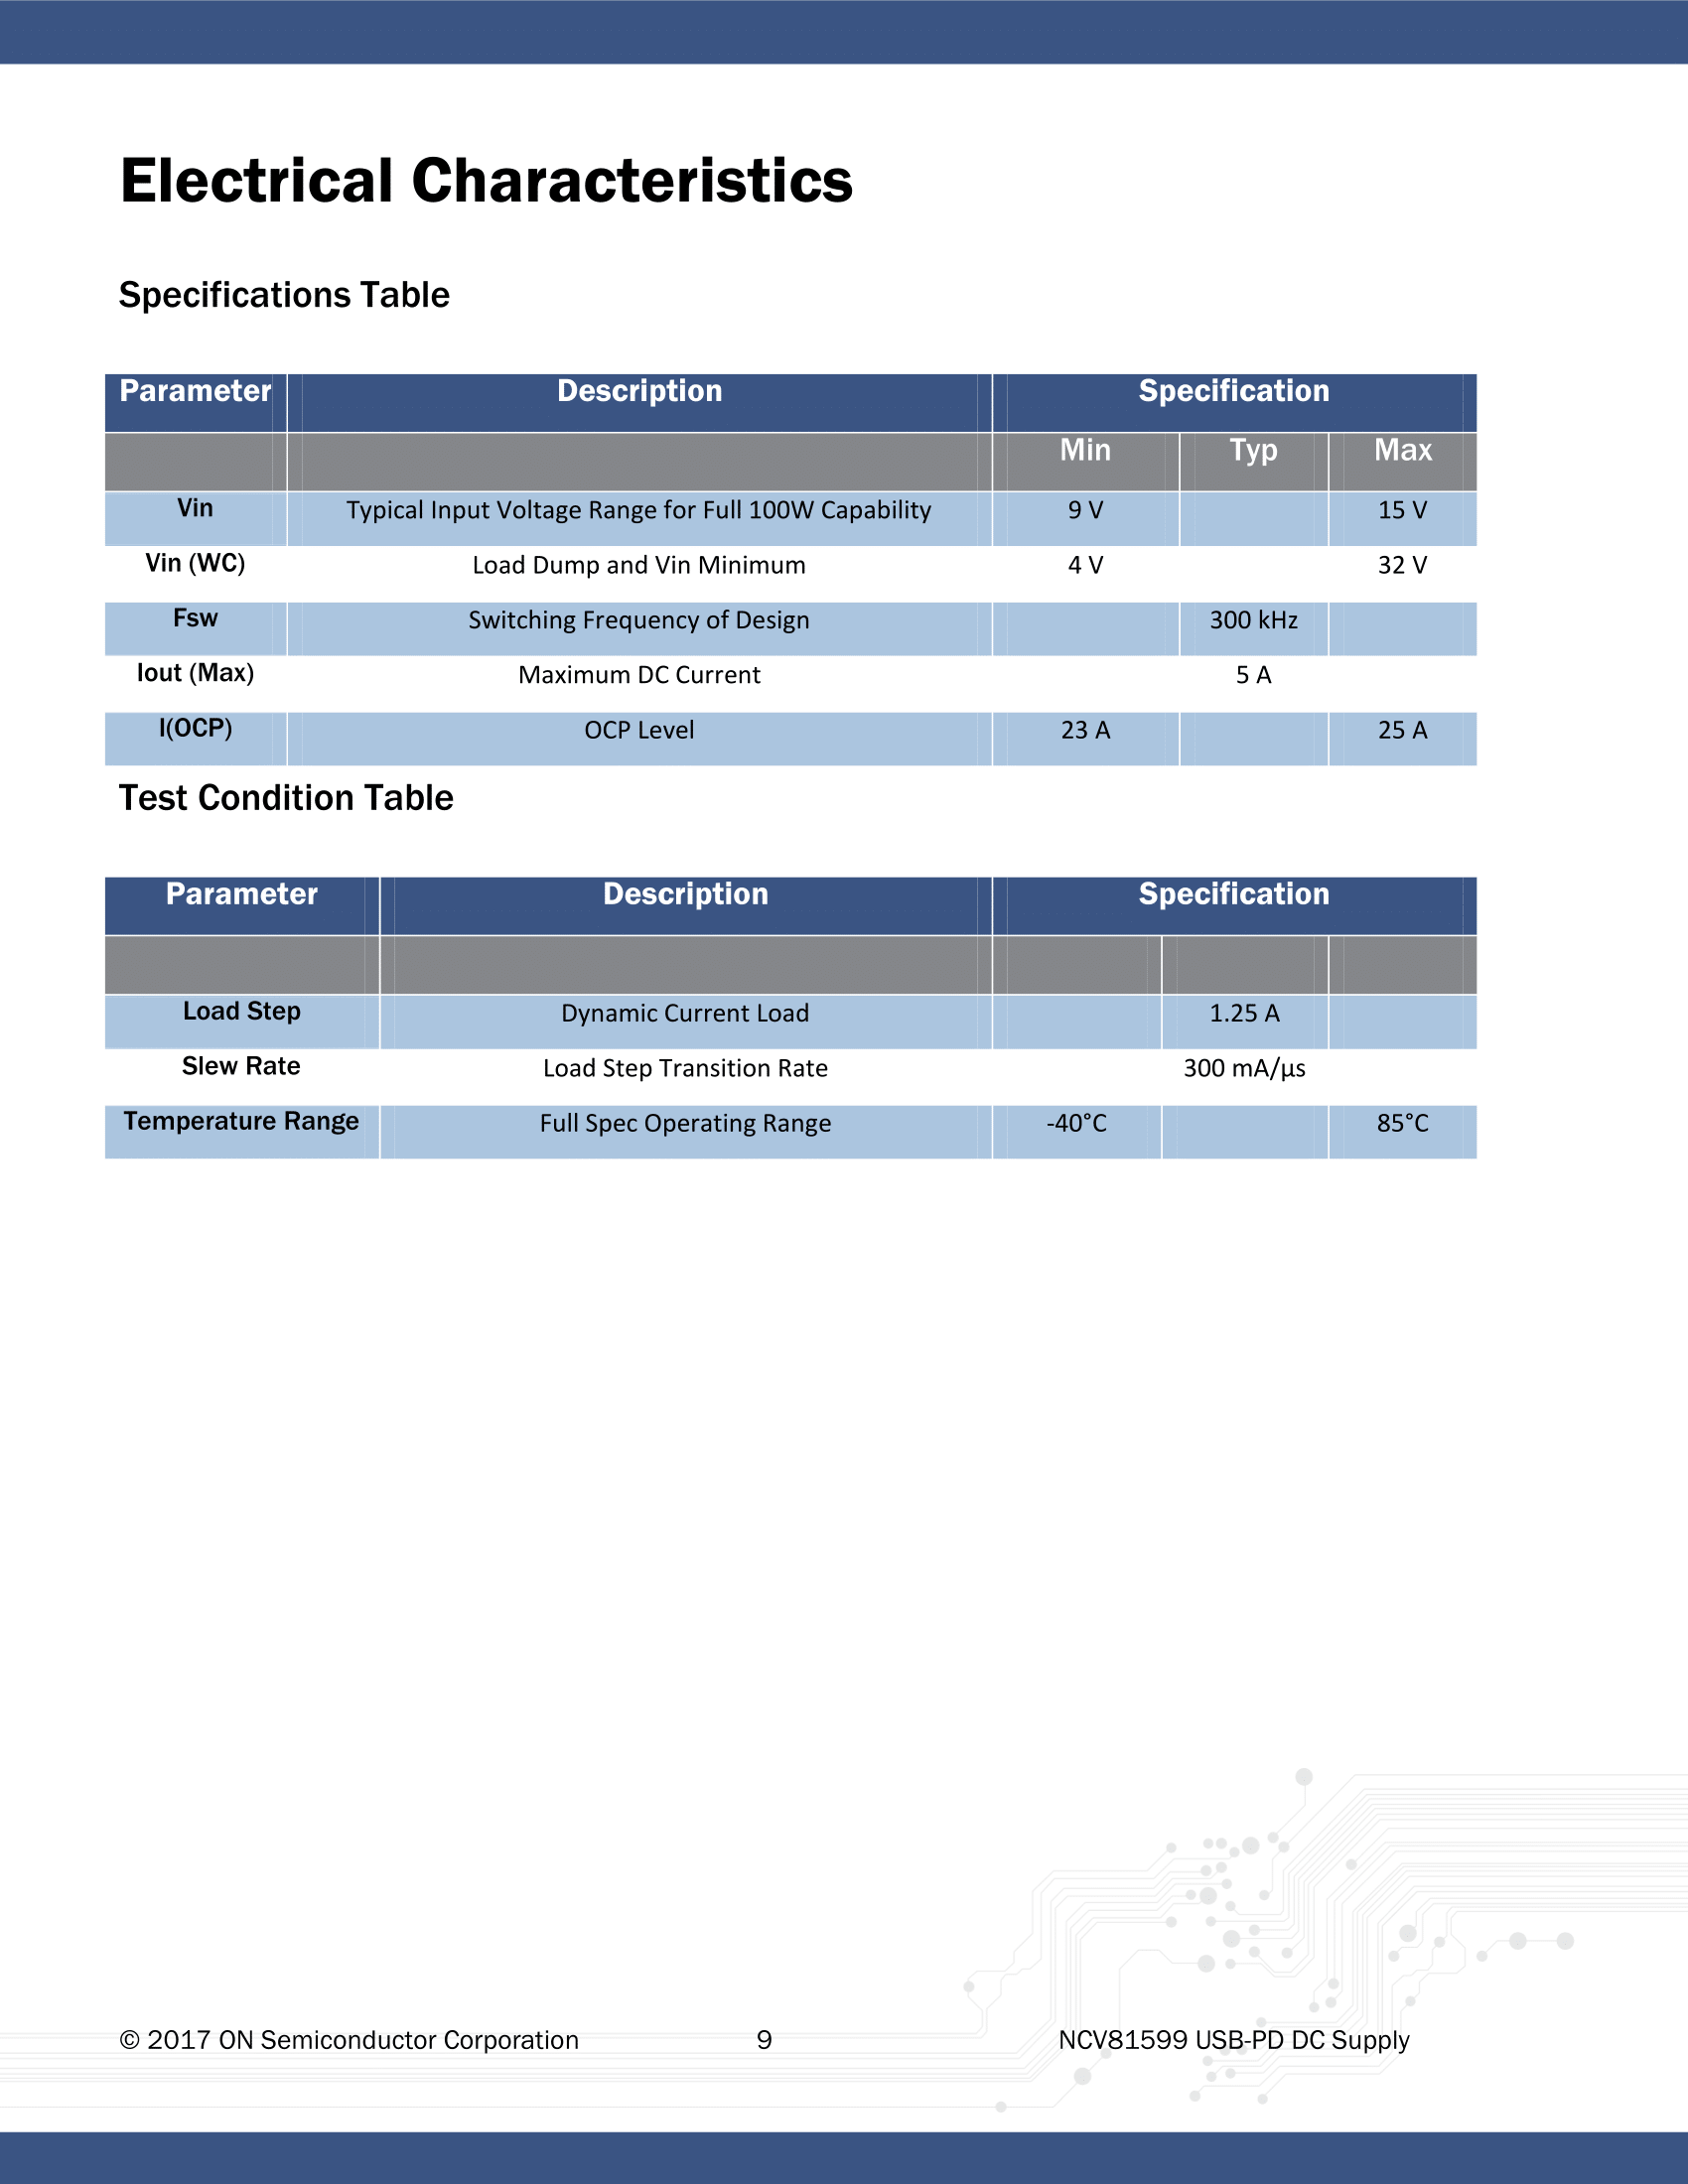 Electrical Characteristics
Specifications Table
Parameter Description Specification
Min Typ Max
Vin Typical Input Voltage Range for Full 100W Capability 9 V 15 V
Vin (WC) Load Dump and Vin Minimum 4 V 32 V
Fsw Switching Frequency of Design 300 kHz
Iout (Max) Maximum DC Current 5 A
I(OCP) OCP Level 23 A 25 A
Test Condition Table
Parameter Description Specification
Load Step Dynamic Current Load 1.25 A
Slew Rate Load Step Transition Rate 300 mA/µs
Temperature Range Full Spec Operating Range -40°C 85°C
© 2017 ON Semiconductor Corporation 9 NCV81599 USB-PD DC Supply